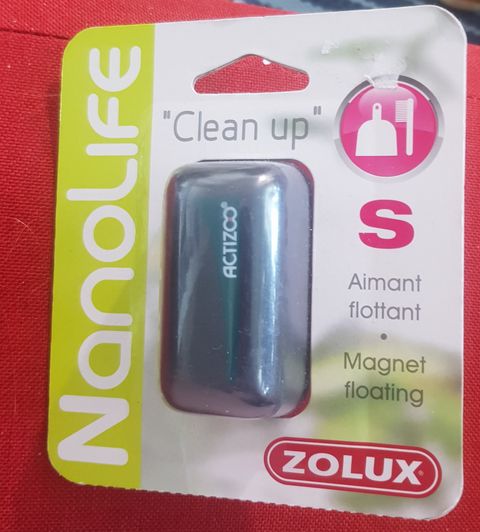 NanoLife
"Clean up"
ACTIZOO®
S
Aimant
flottant
•
Magnet
floating
ZOLUX®